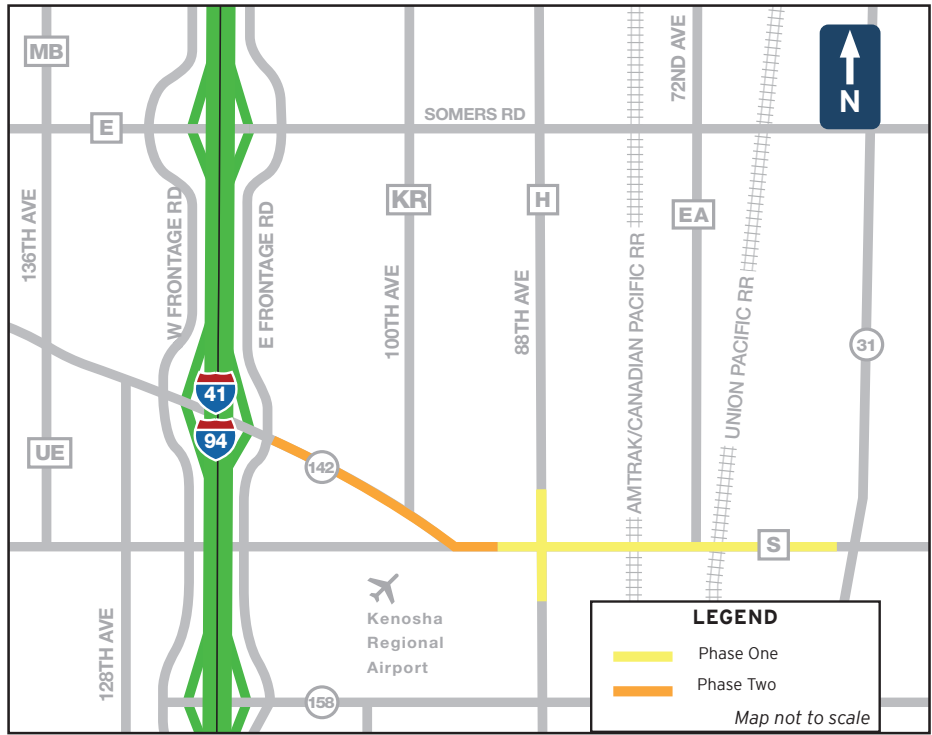 MB
72ND AVE
N
E
SOMERS RD
136TH AVE
W FRONTAGE RD
E FRONTAGE RD
KR
H
EA
100TH AVE
88TH AVE
AMTRAK/CANADIAN PACIFIC RR
UNION PACIFIC RR
31
41
94
UE
142
S
Kenosha
Regional
Airport
128TH AVE
158
LEGEND
Phase One
Phase Two
Map not to scale